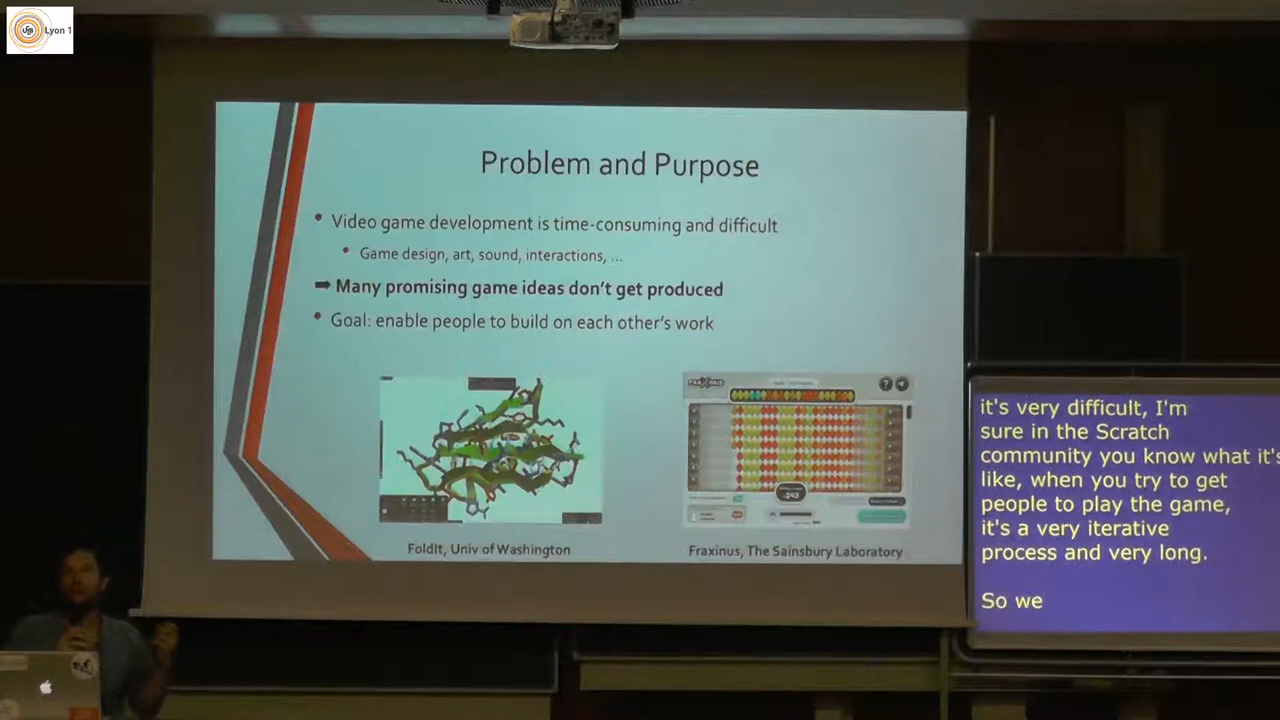 Lyon 1
Problem and Purpose
• Video game development is time-consuming and difficult
• Game design, art, sound, interactions, ...
➡ Many promising game ideas don't get produced
• Goal: enable people to build on each other's work
FRAXINUS
?
-243
FoldIt, Univ of Washington
Fraxinus, The Sainsbury Laboratory
it's very difficult, I'm
sure in the Scratch
community you know what it's
like, when you try to get
people to play the game,
it's a very iterative
process and very long.
So we